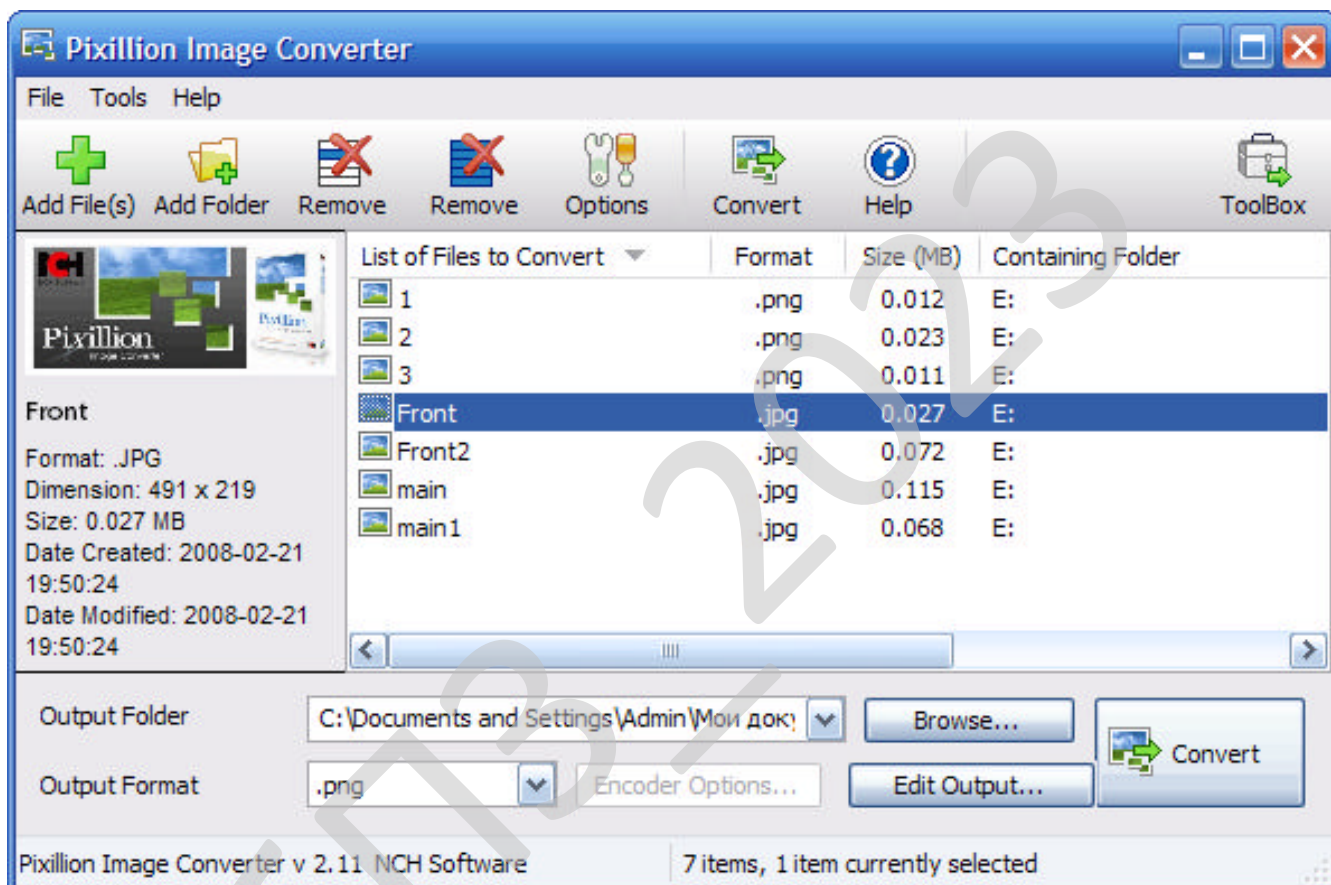 Pixillion Image Converter
File Tools Help
Add File(s) Add Folder Remove Remove Options Convert Help ToolBox
NCH
Pixillion
Image Converter
Pixillion
Front
Format: .JPG
Dimension: 491 x 219
Size: 0.027 MB
Date Created: 2008-02-21
19:50:24
Date Modified: 2008-02-21
19:50:24
List of Files to Convert Format Size (MB) Containing Folder
1 .png 0.012 E:
2 .png 0.023 E:
3 .png 0.011 E:
Front .jpg 0.027 E:
Front2 .jpg 0.072 E:
main .jpg 0.115 E:
main1 .jpg 0.068 E:
Output Folder C:\Documents and Settings\Admin\Мои доку Browse...
Convert
Output Format .png Encoder Options... Edit Output...
Pixillion Image Converter v 2.11 NCH Software 7 items, 1 item currently selected
ПЗ_2023